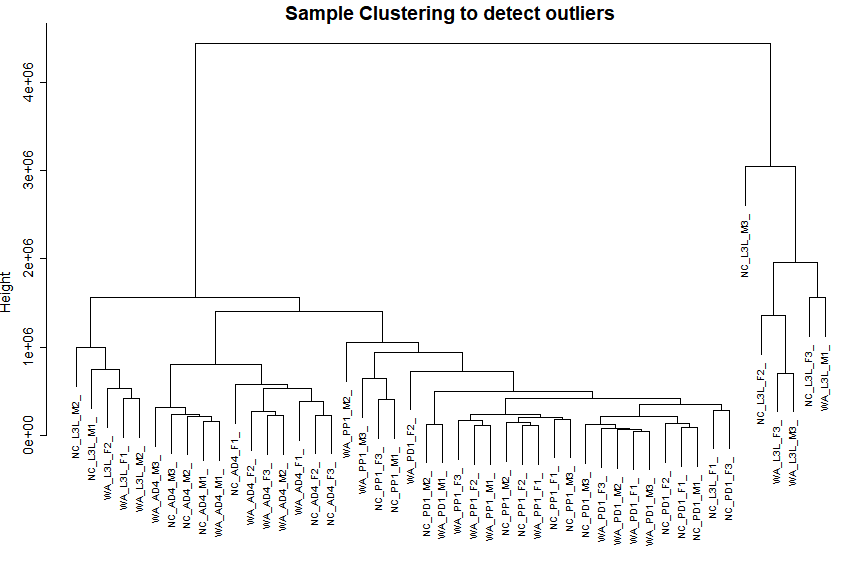 Sample Clustering to detect outliers
Height
4e+06
3e+06
2e+06
1e+06
0e+00
NC_L3L_M2_
NC_L3L_M1_
WA_L3L_F2_
WA_L3L_F1_
WA_L3L_M2_
WA_AD4_M3_
NC_AD4_M3_
NC_AD4_M2_
NC_AD4_M1_
WA_AD4_M1_
NC_AD4_F1_
WA_AD4_F2_
WA_AD4_F3_
WA_AD4_M2_
WA_AD4_F1_
NC_AD4_F2_
NC_AD4_F3_
WA_PP1_M2_
WA_PP1_M3_
NC_PP1_F3_
NC_PP1_M1_
WA_PD1_F2_
NC_PD1_M2_
WA_PD1_M1_
WA_PP1_F3_
WA_PP1_F2_
WA_PP1_M1_
NC_PP1_M2_
NC_PP1_F2_
WA_PP1_F1_
NC_PP1_F1_
NC_PP1_M3_
NC_PD1_M3_
WA_PD1_F3_
WA_PD1_M2_
WA_PD1_F1_
WA_PD1_M3_
NC_PD1_F2_
NC_PD1_F1_
NC_PD1_M1_
NC_L3L_F1_
NC_PD1_F3_
NC_L3L_M3_
NC_L3L_F2_
WA_L3L_F3_
WA_L3L_M3_
NC_L3L_F3_
WA_L3L_M1_